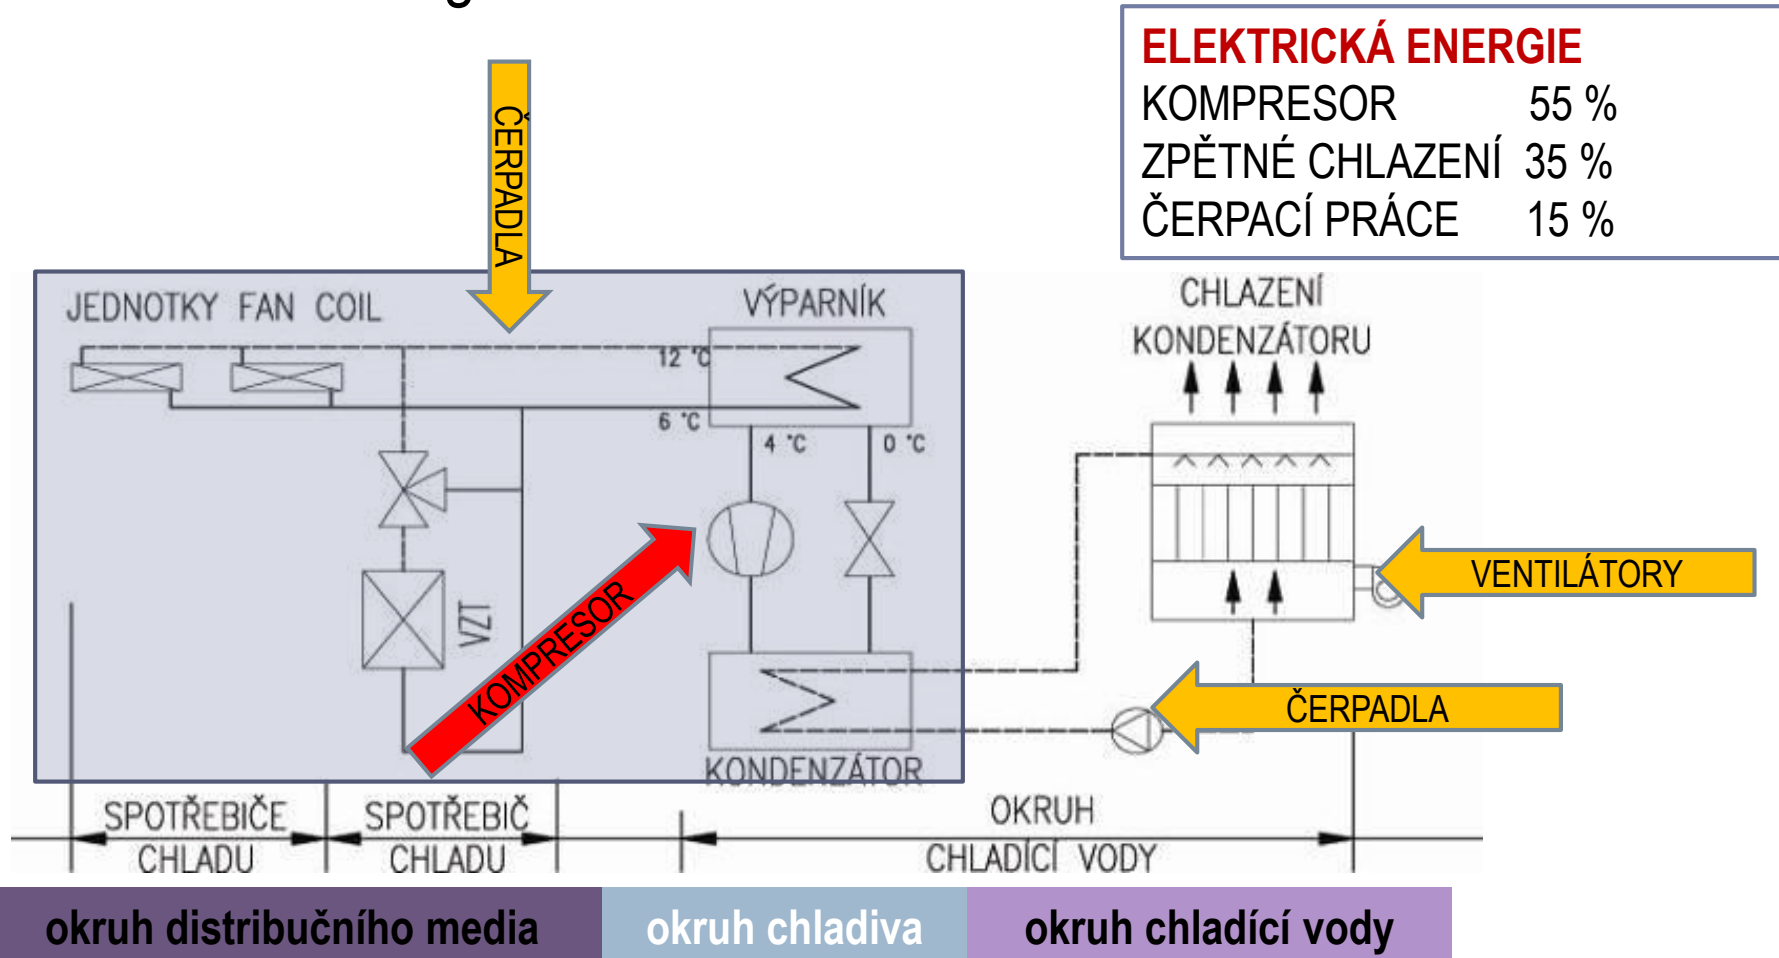 g
ELEKTRICKÁ ENERGIE
KOMPRESOR 55 %
ZPĚTNÉ CHLAZENÍ 35 %
ČERPACÍ PRÁCE 15 %
ČERPADLA
JEDNOTKY FAN COIL
VÝPARNÍK
CHLAZENÍ
KONDENZÁTORU
12 °C
6 °C
4 °C
0 °C
VENTILÁTORY
KOMPRESOR
VZT
ČERPADLA
KONDENZÁTOR
SPOTŘEBIČE
CHLADU
SPOTŘEBIČ
CHLADU
OKRUH
CHLADÍCÍ VODY
okruh distribučního media
okruh chladiva
okruh chladící vody